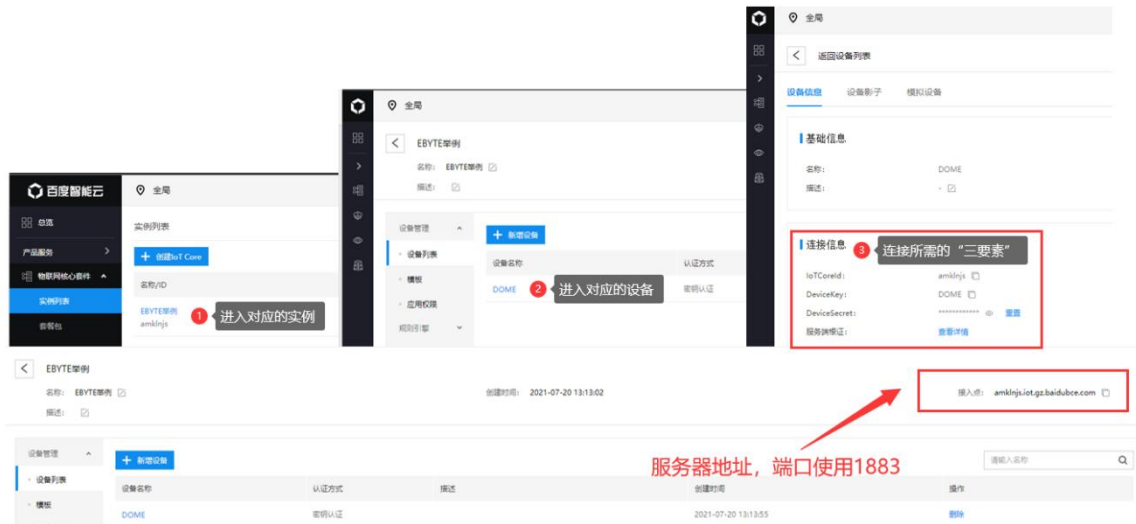 百度智能云
全局
总览
产品服务
物联网核心套件
实例列表
套餐包
实例列表
+ 创建IoT Core
名称/ID
EBYTE举例
amklnjs
1 进入对应的实例
全局
EBYTE举例
名称: EBYTE举例
描述:
设备管理
· 设备列表
· 模板
· 应用权限
规则引擎
+ 新增设备
设备名称 认证方式
DOME 密钥认证
2 进入对应的设备
全局
返回设备列表
设备信息 设备影子 模拟设备
基础信息
名称: DOME
描述: -
连接信息
3 连接所需的“三要素”
IoTCoreId: amklnjs
DeviceKey: DOME
DeviceSecret: ************ 重置
服务端根证: 查看详情
EBYTE举例
名称: EBYTE举例
创建时间: 2021-07-20 13:13:02
接入点: amklnjs.iot.gz.baidubce.com
描述:
服务器地址，端口使用1883
设备管理
· 设备列表
· 模板
+ 新增设备
请输入名称
设备名称 认证方式 描述 创建时间 操作
DOME 密钥认证 2021-07-20 13:13:55 删除